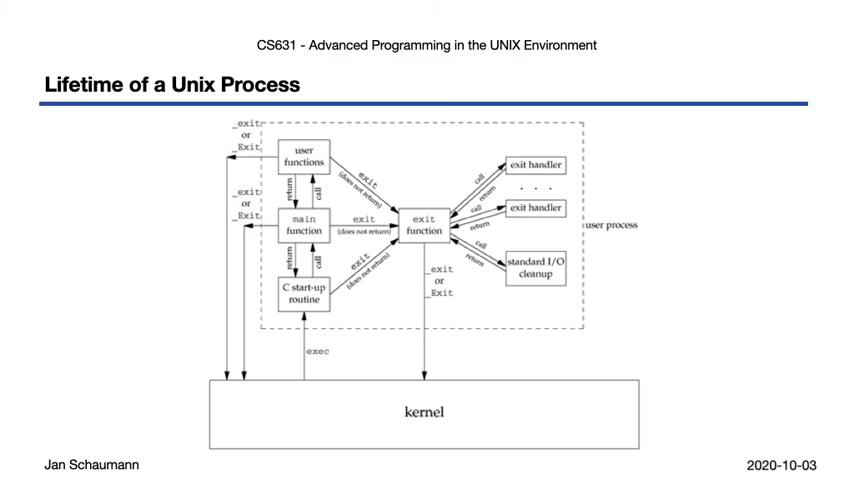 CS631 - Advanced Programming in the UNIX Environment
Lifetime of a Unix Process
_exit
or
_Exit
user
functions
exit
(does not return)
call
return
exit handler
. . .
return
call
_exit
or
_Exit
main
function
exit
(does not return)
exit
function
call
return
exit handler
user process
return
call
exit
(does not return)
call
return
standard I/O
cleanup
C start-up
routine
_exit
or
_Exit
exec
kernel
Jan Schaumann
2020-10-03